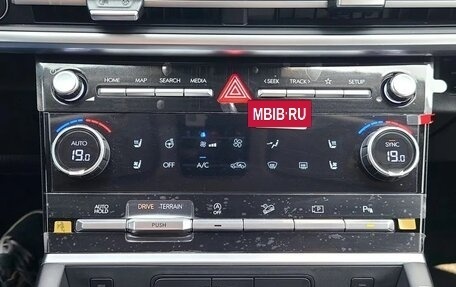 HOME MAP SEARCH MEDIA <SEEK TRACK> SETUP
MBIB.RU
AUTO SYNC
19.0 19.0
OFF A/C
AUTO HOLD
DRIVE -TERRAIN
PUSH